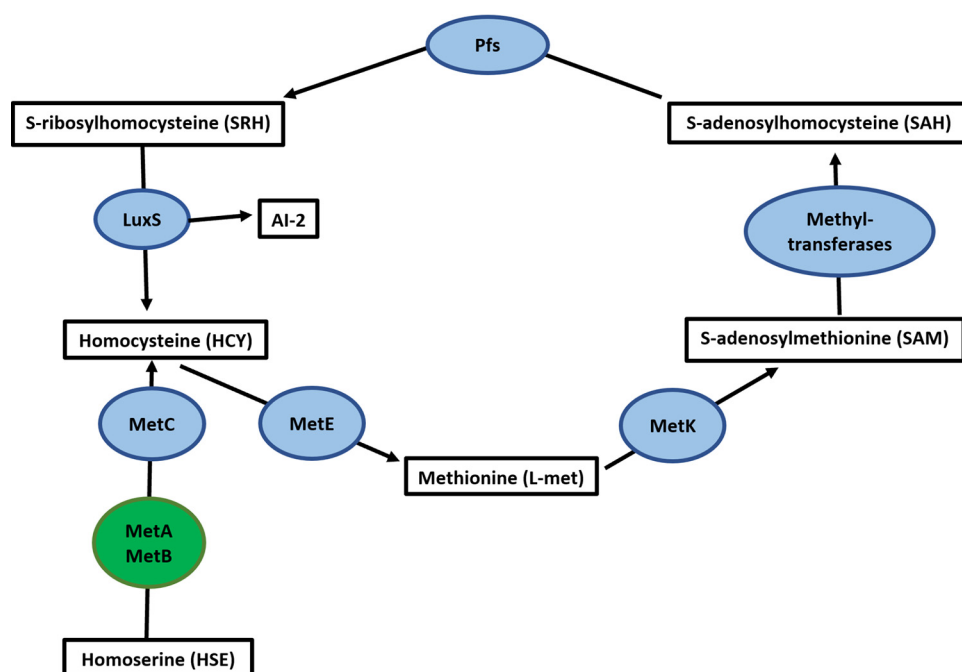 Pfs
S-ribosylhomocysteine (SRH)
S-adenosylhomocysteine (SAH)
LuxS
AI-2
Methyl-
transferases
Homocysteine (HCY)
S-adenosylmethionine (SAM)
MetC
MetE
MetK
Methionine (L-met)
MetA
MetB
Homoserine (HSE)